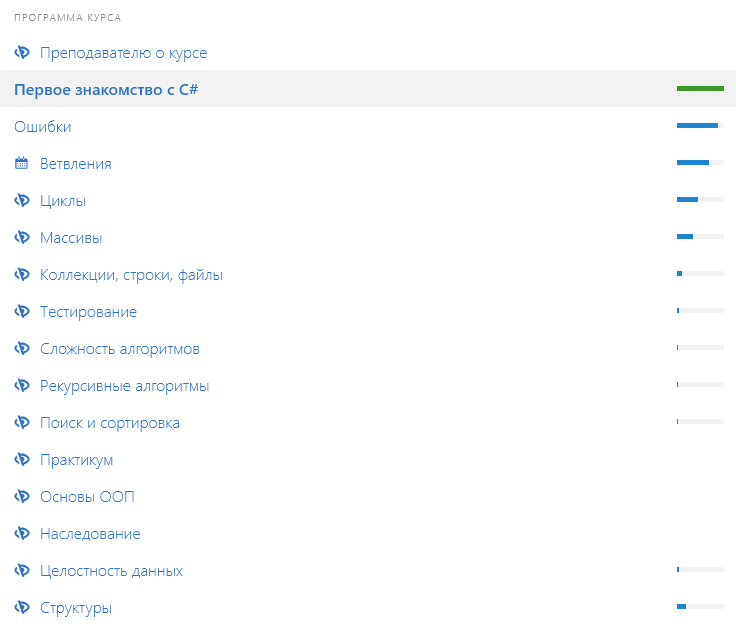 ПРОГРАММА КУРСА
Преподавателю о курсе
Первое знакомство с C#
Ошибки
Ветвления
Циклы
Массивы
Коллекции, строки, файлы
Тестирование
Сложность алгоритмов
Рекурсивные алгоритмы
Поиск и сортировка
Практикум
Основы ООП
Наследование
Целостность данных
Структуры